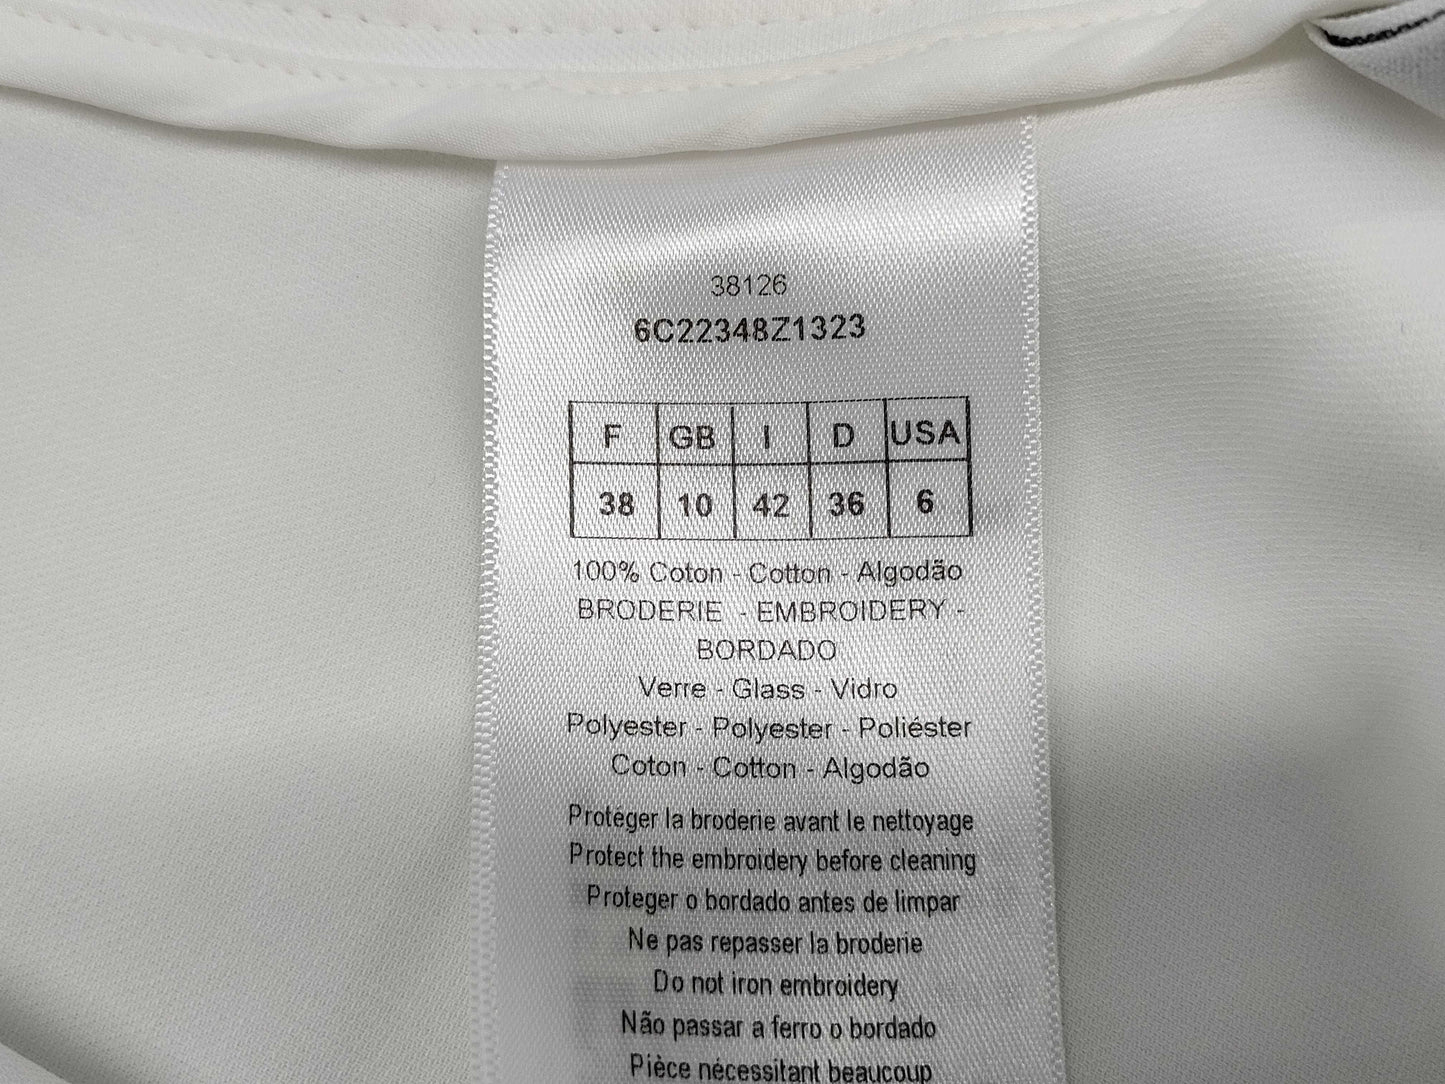 38126
6C22348Z1323
F GB I D USA
38 10 42 36 6
100% Coton - Cotton - Algodão
BRODERIE - EMBROIDERY -
BORDADO
Verre - Glass - Vidro
Polyester - Polyester - Poliéster
Coton - Cotton - Algodão
Protéger la broderie avant le nettoyage
Protect the embroidery before cleaning
Proteger o bordado antes de limpar
Ne pas repasser la broderie
Do not iron embroidery
Não passar a ferro o bordado
Pièce nécessitant beaucoup